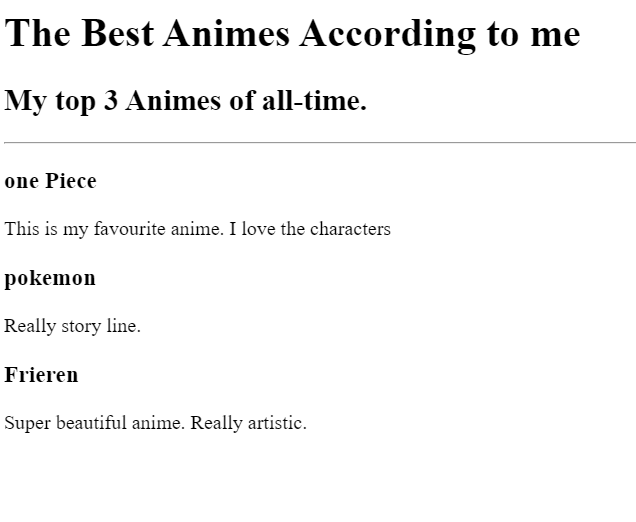 The Best Animes According to me
My top 3 Animes of all-time.
one Piece
This is my favourite anime. I love the characters
pokemon
Really story line.
Frieren
Super beautiful anime. Really artistic.